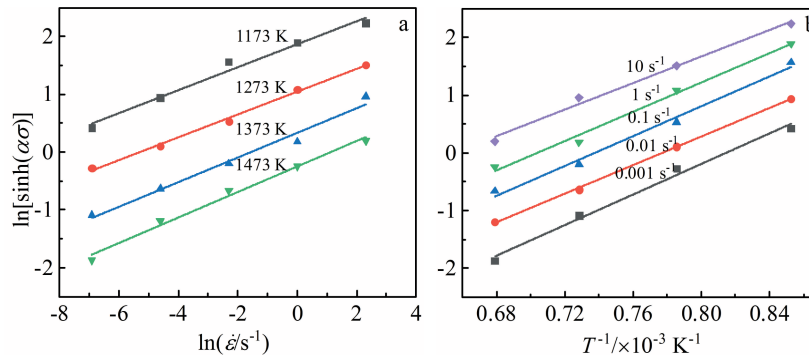 a
1173 K
1273 K
1373 K
1473 K
ln[sinh(ασ)]
2
1
0
-1
-2
-8 -6 -4 -2 0 2 4
ln(ε̇/s⁻¹)
b
10 s⁻¹
1 s⁻¹
0.1 s⁻¹
0.01 s⁻¹
0.001 s⁻¹
2
1
0
-1
-2
0.68 0.72 0.76 0.80 0.84
T⁻¹/×10⁻³ K⁻¹